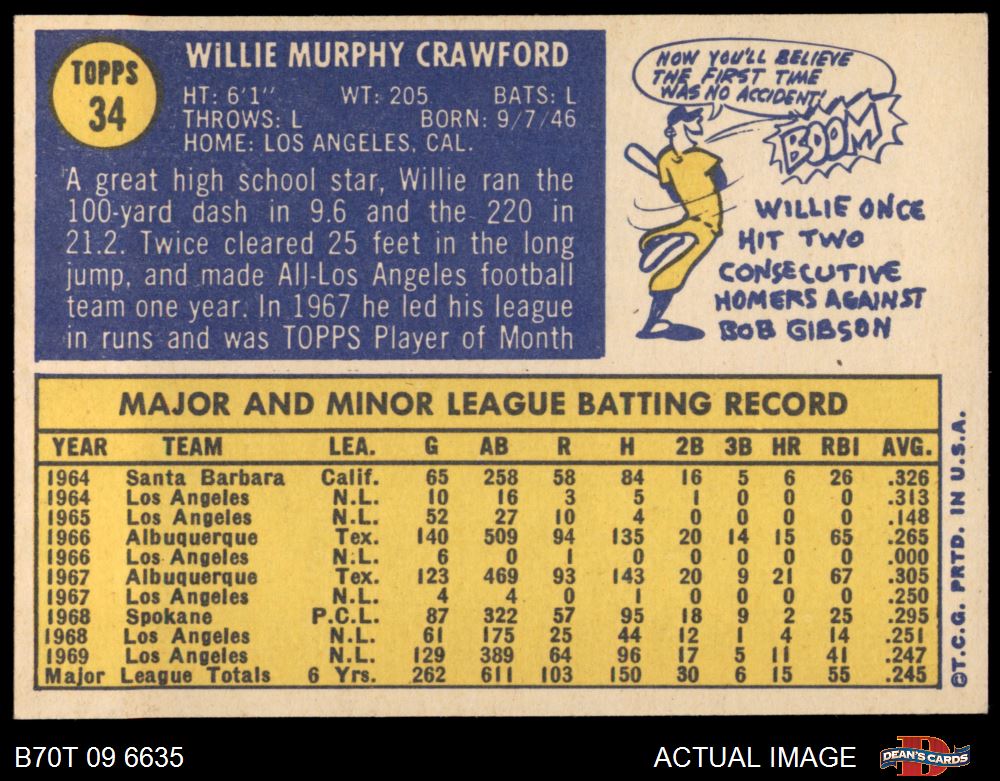 TOPPS
34
WILLIE MURPHY CRAWFORD
HT: 6'1" WT: 205 BATS: L
THROWS: L BORN: 9/7/46
HOME: LOS ANGELES, CAL.
A great high school star, Willie ran the
100-yard dash in 9.6 and the 220 in
21.2. Twice cleared 25 feet in the long
jump, and made All-Los Angeles football
team one year. In 1967 he led his league
in runs and was TOPPS Player of Month
NOW YOU'LL BELIEVE
THE FIRST TIME
WAS NO ACCIDENT!
BOOM
WILLIE ONCE
HIT TWO
CONSECUTIVE
HOMERS AGAINST
BOB GIBSON
MAJOR AND MINOR LEAGUE BATTING RECORD
YEAR TEAM LEA. G AB R H 2B 3B HR RBI AVG.
1964 Santa Barbara Calif. 65 258 58 84 16 5 6 26 .326
1964 Los Angeles N.L. 10 16 3 5 1 0 0 0 .313
1965 Los Angeles N.L. 52 27 10 4 0 0 0 0 .148
1966 Albuquerque Tex. 140 509 94 135 20 14 15 65 .265
1966 Los Angeles N.L. 6 0 1 0 0 0 0 0 .000
1967 Albuquerque Tex. 123 469 93 143 20 9 21 67 .305
1967 Los Angeles N.L. 4 4 0 1 0 0 0 0 .250
1968 Spokane P.C.L. 87 322 57 95 18 9 2 25 .295
1968 Los Angeles N.L. 61 175 25 44 12 1 4 14 .251
1969 Los Angeles N.L. 129 389 64 96 17 5 11 41 .247
Major League Totals 6 Yrs. 262 611 103 150 30 6 15 55 .245
©T.C.G. PRTD. IN U.S.A.
B70T 09 6635
ACTUAL IMAGE
D
DEAN'S CARDS